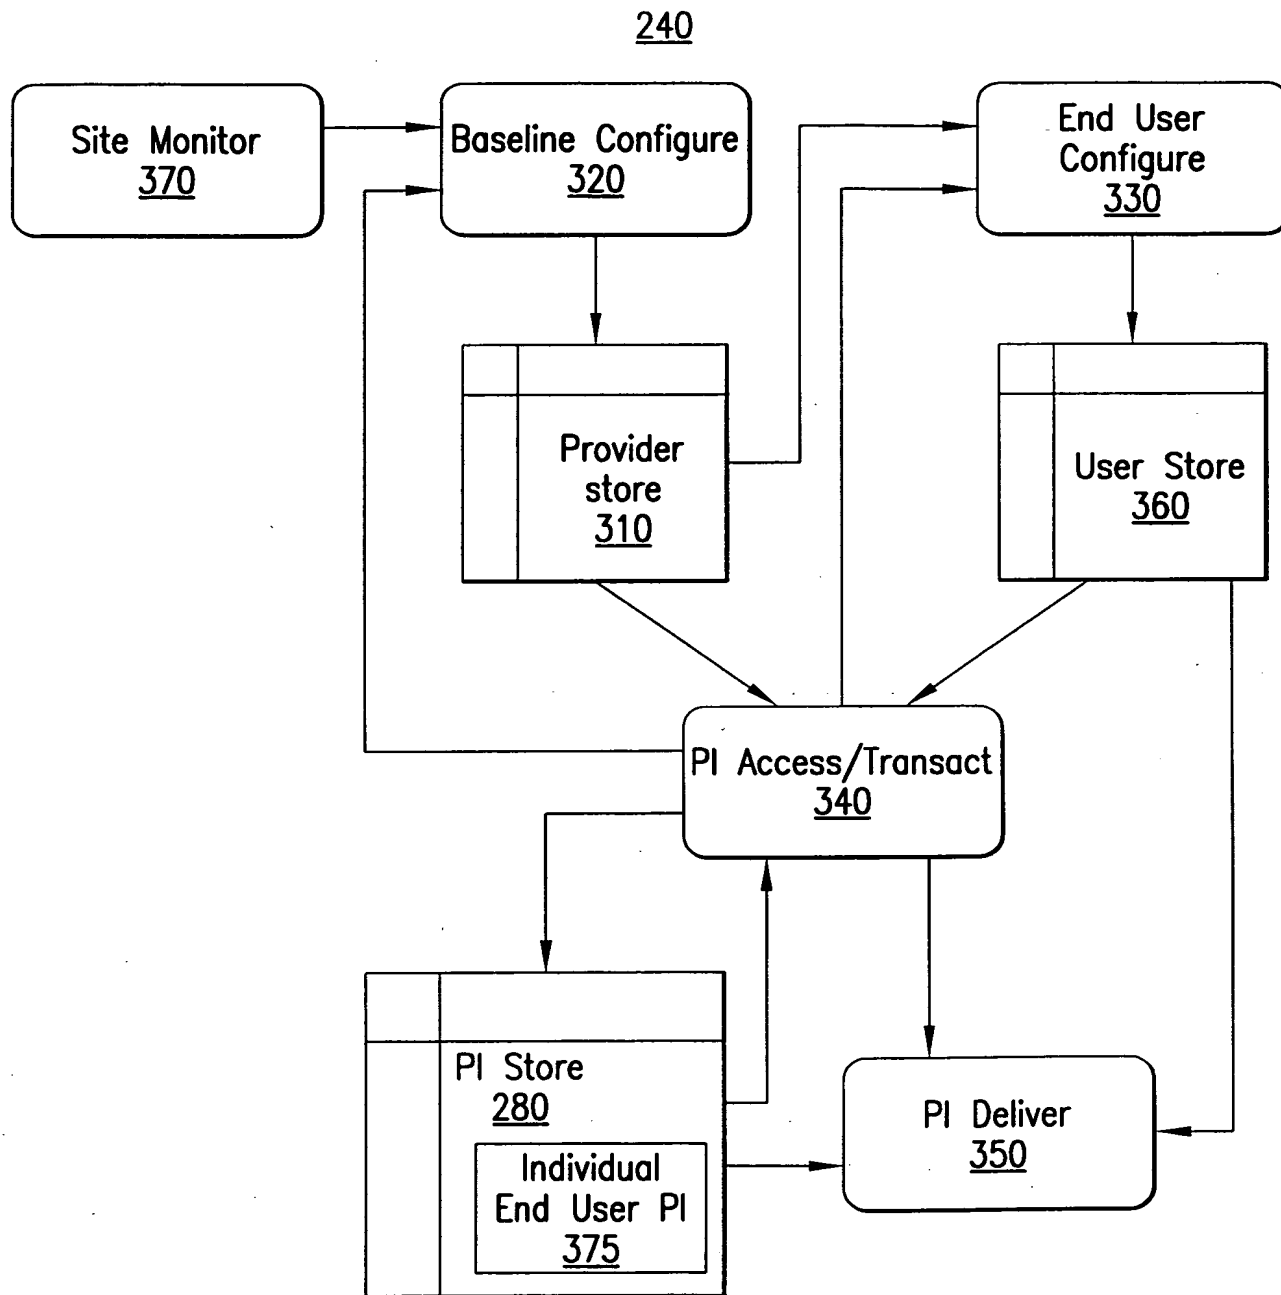 240
Site Monitor
370
Baseline Configure
320
End User
Configure
330
Provider
store
310
User Store
360
PI Access/Transact
340
PI Store
280
Individual
End User PI
375
PI Deliver
350